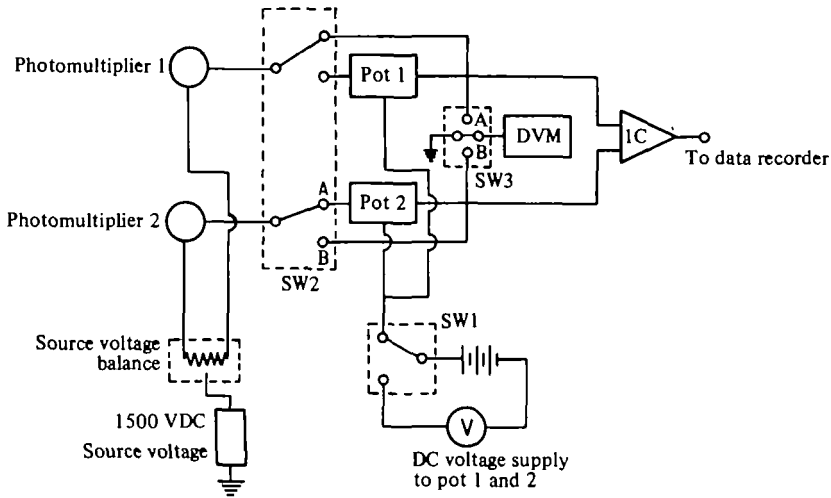 Photomultiplier 1
Pot 1
A
DVM
1C
To data recorder
B
SW3
Photomultiplier 2
A
Pot 2
B
SW2
SW1
Source voltage
balance
1500 VDC
Source voltage
V
DC voltage supply
to pot 1 and 2